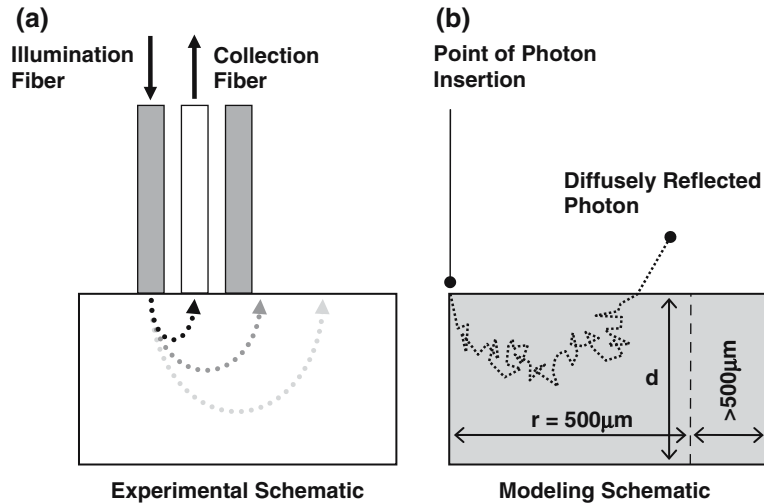 (a)
Illumination
Fiber
Collection
Fiber
Experimental Schematic
(b)
Point of Photon
Insertion
Diffusely Reflected
Photon
d
r = 500μm
>500μm
Modeling Schematic